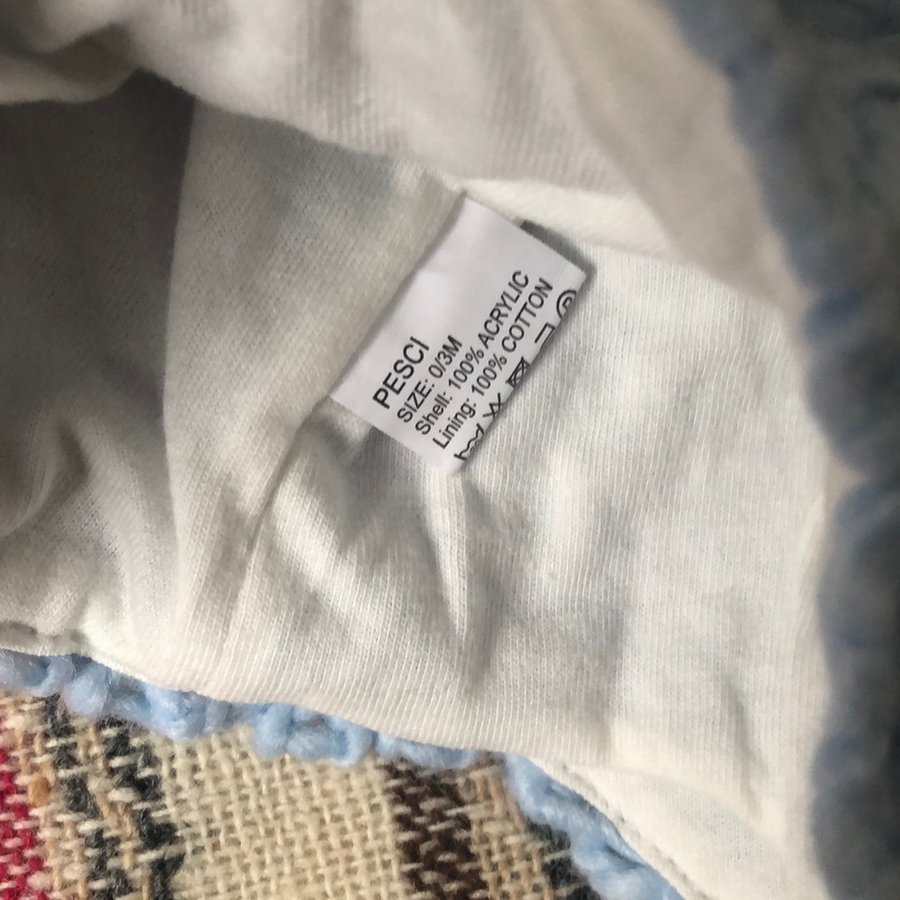 PESCI
SIZE: 0/3M
Shell: 100% ACRYLIC
Lining: 100% COTTON